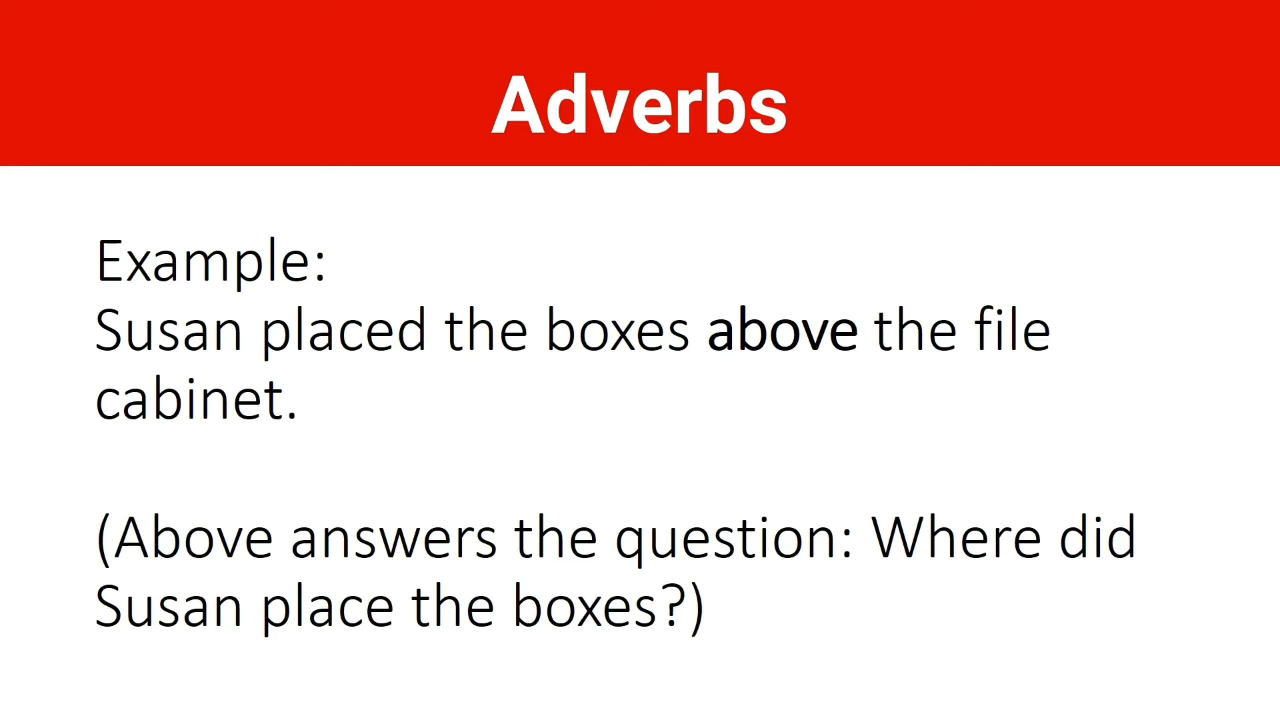 Adverbs
Example:
Susan placed the boxes above the file
cabinet.
(Above answers the question: Where did
Susan place the boxes?)